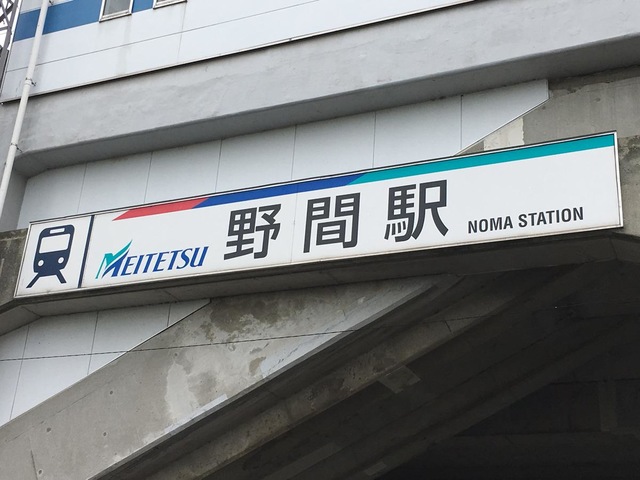 MEITETSU 野間駅 NOMA STATION